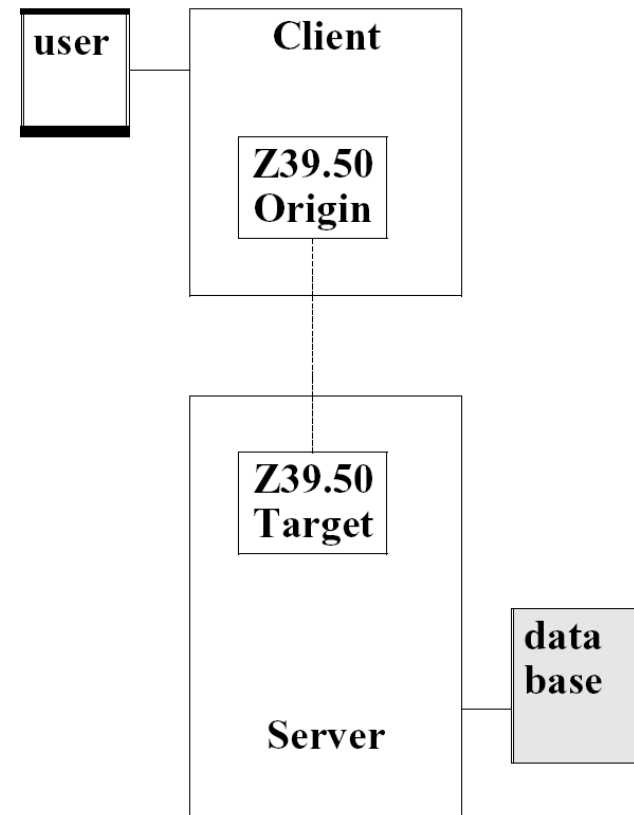 user
Client
Z39.50
Origin
Z39.50
Target
data
base
Server